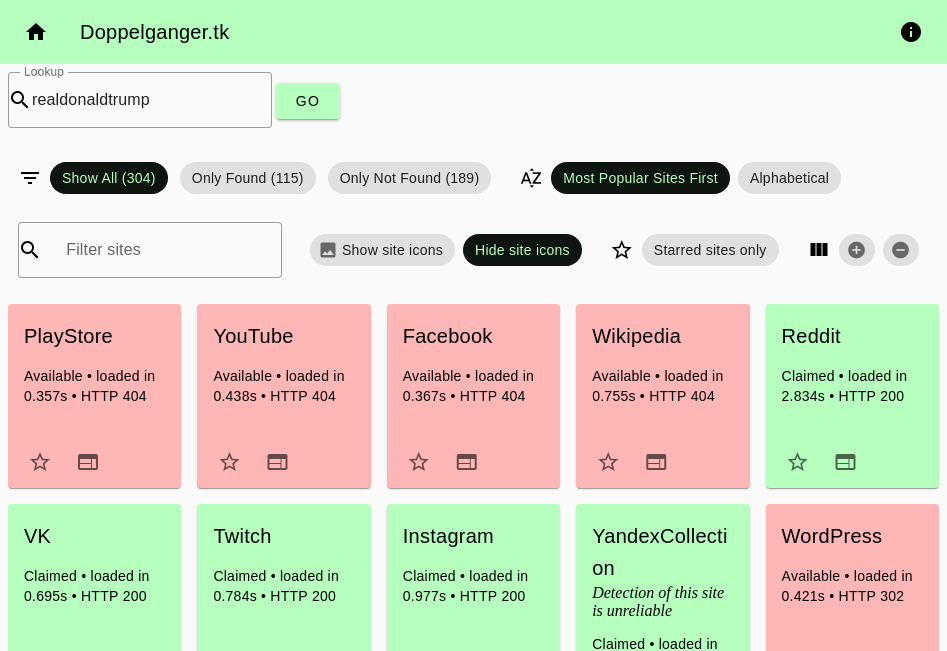 Doppelganger.tk
Lookup
realdonaldtrump
GO
Show All (304)
Only Found (115)
Only Not Found (189)
AZ
Most Popular Sites First
Alphabetical
Filter sites
Show site icons
Hide site icons
Starred sites only
PlayStore
Available • loaded in
0.357s • HTTP 404
YouTube
Available • loaded in
0.438s • HTTP 404
Facebook
Available • loaded in
0.367s • HTTP 404
Wikipedia
Available • loaded in
0.755s • HTTP 404
Reddit
Claimed • loaded in
2.834s • HTTP 200
VK
Claimed • loaded in
0.695s • HTTP 200
Twitch
Claimed • loaded in
0.784s • HTTP 200
Instagram
Claimed • loaded in
0.977s • HTTP 200
YandexCollecti
on
Detection of this site
is unreliable
Claimed • loaded in
WordPress
Available • loaded in
0.421s • HTTP 302